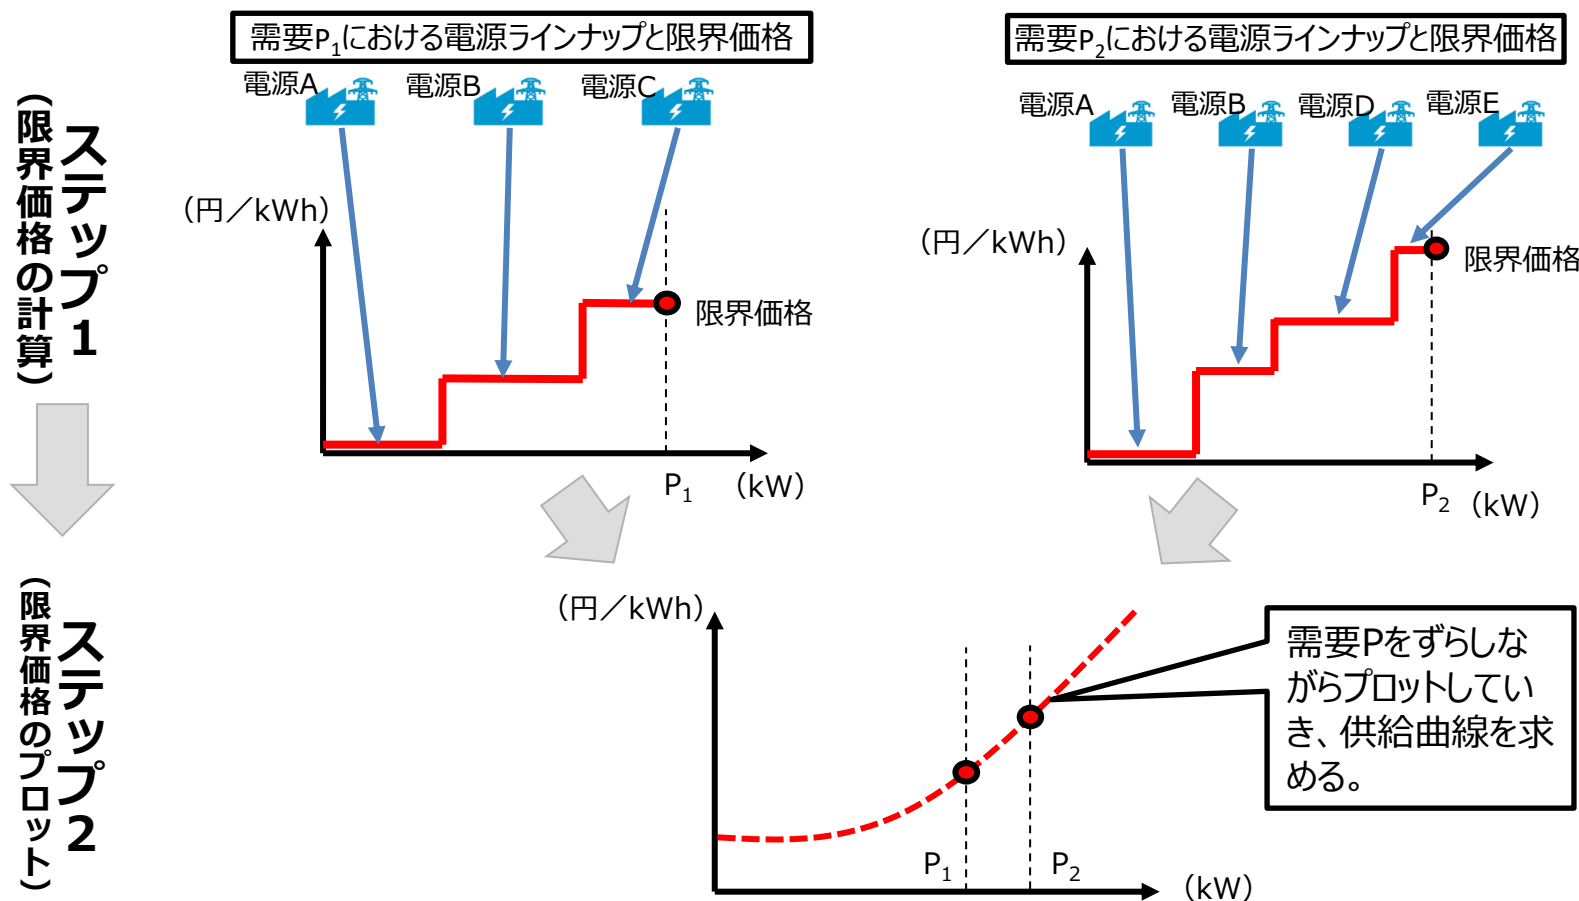 ステップ1
(限界価格の計算)
需要P₁における電源ラインナップと限界価格
電源A
電源B
電源C
(円／kWh)
限界価格
P₁
(kW)
需要P₂における電源ラインナップと限界価格
電源A
電源B
電源D
電源E
(円／kWh)
限界価格
P₂
(kW)
ステップ2
(限界価格のプロット)
(円／kWh)
P₁
P₂
(kW)
需要Pをずらしな
がらプロットしてい
き、供給曲線を求
める。